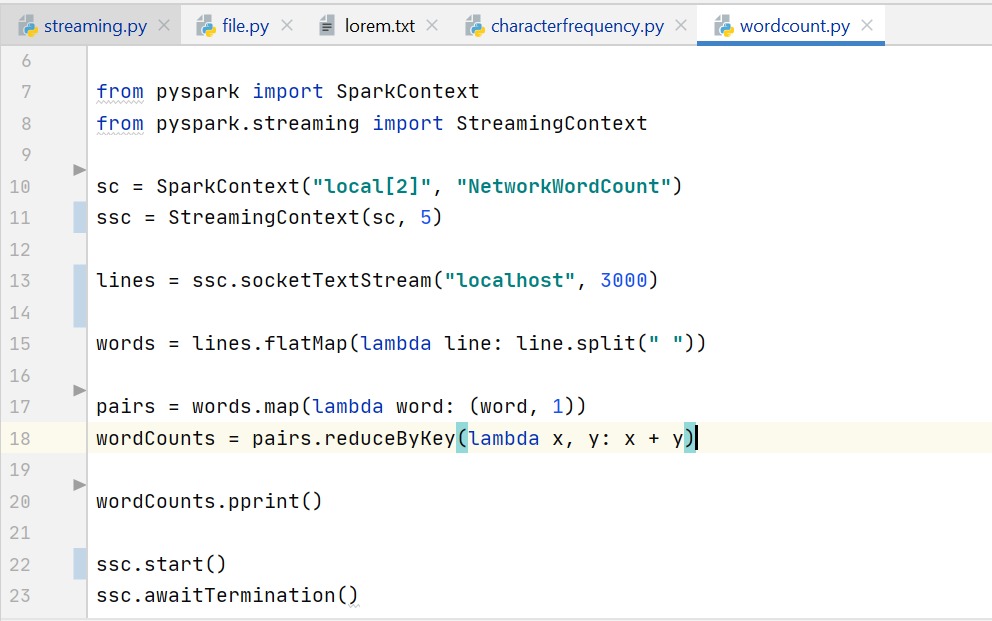 streaming.py file.py lorem.txt characterfrequency.py wordcount.py
6
7 from pyspark import SparkContext
8 from pyspark.streaming import StreamingContext
9
10 sc = SparkContext("local[2]", "NetworkWordCount")
11 ssc = StreamingContext(sc, 5)
12
13 lines = ssc.socketTextStream("localhost", 3000)
14
15 words = lines.flatMap(lambda line: line.split(" "))
16
17 pairs = words.map(lambda word: (word, 1))
18 wordCounts = pairs.reduceByKey(lambda x, y: x + y)
19
20 wordCounts.pprint()
21
22 ssc.start()
23 ssc.awaitTermination()